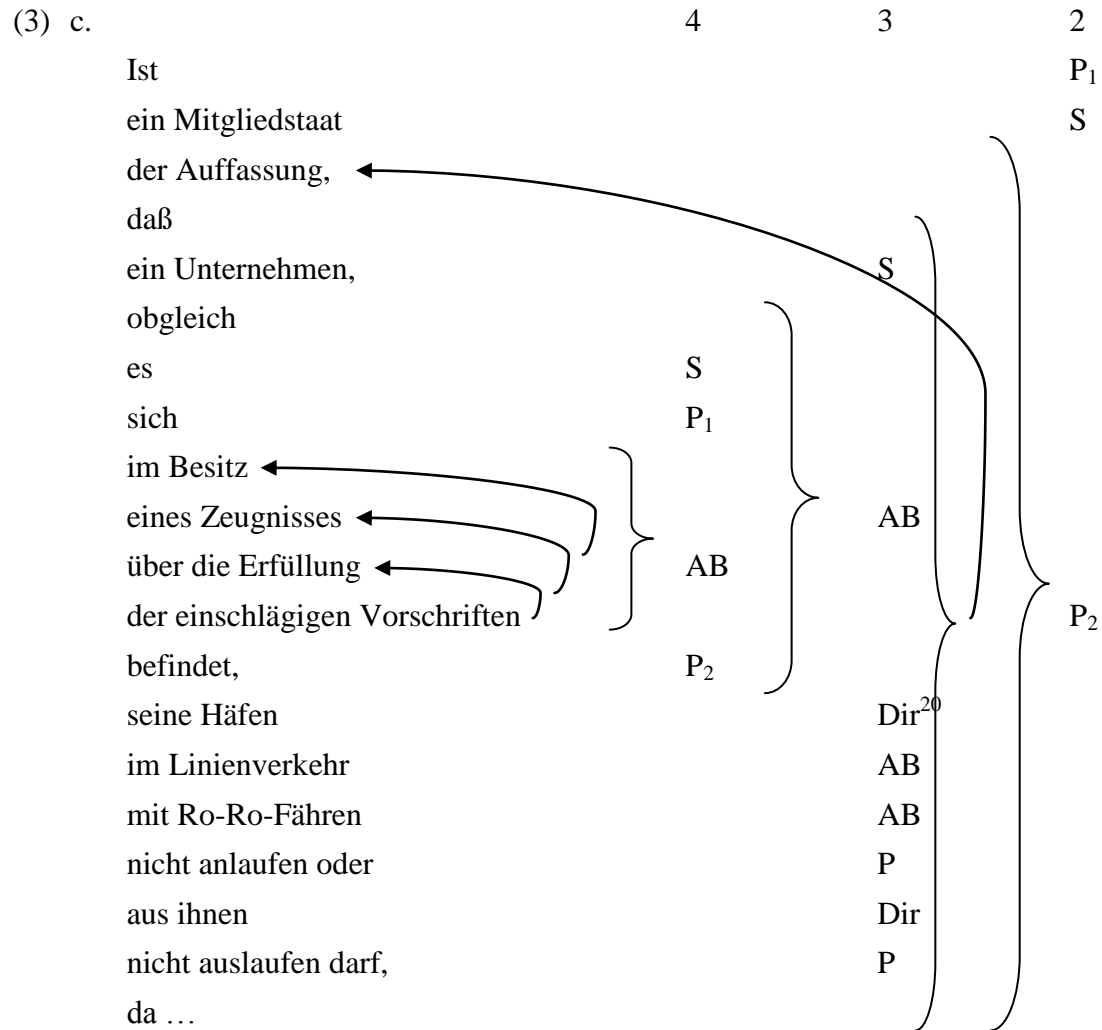 (3) c. 4 3 2
Ist P₁
ein Mitgliedstaat S
der Auffassung,
daß
ein Unternehmen, S
obgleich
es S
sich P₁
im Besitz
eines Zeugnisses AB
über die Erfüllung AB
der einschlägigen Vorschriften P₂
befindet, P₂
seine Häfen Dir²⁰
im Linienverkehr AB
mit Ro-Ro-Fähren AB
nicht anlaufen oder P
aus ihnen Dir
nicht auslaufen darf, P
da …